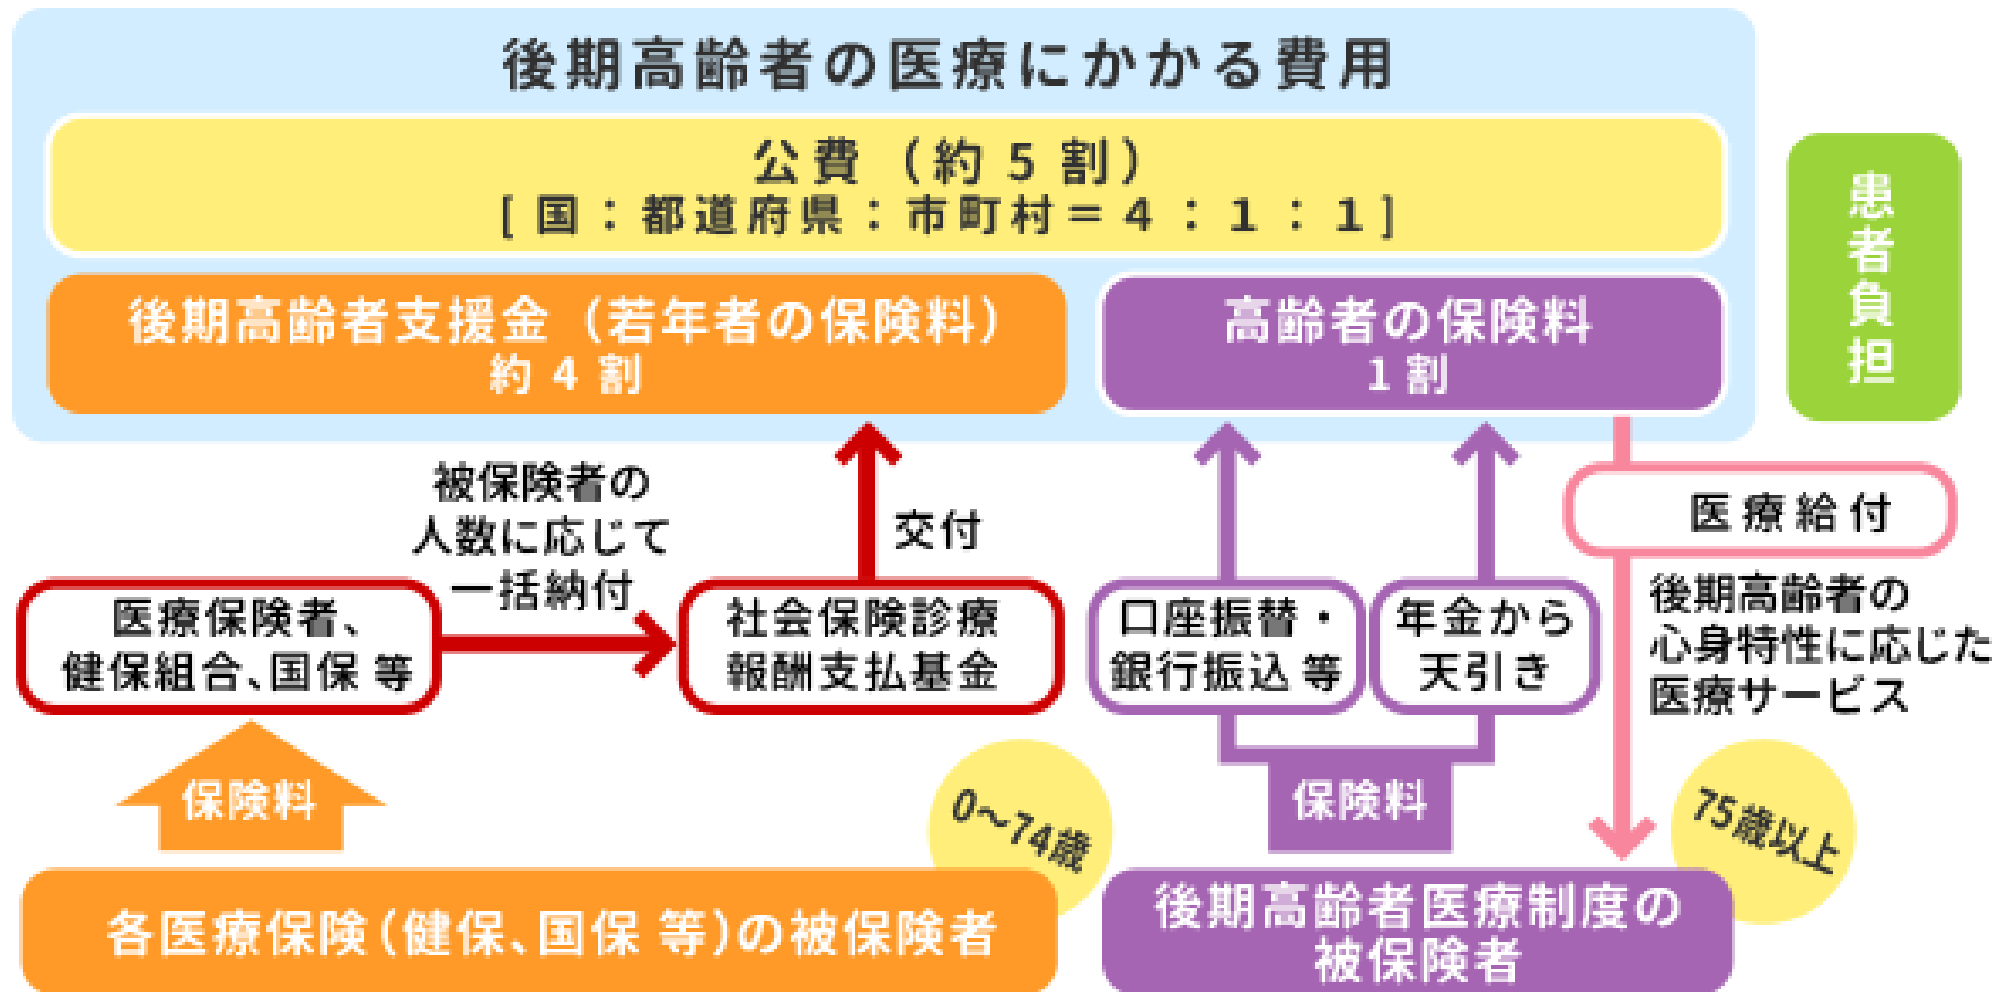 後期高齢者の医療にかかる費用
公費（約5割）
[国：都道府県：市町村＝4：1：1]
患者負担
後期高齢者支援金（若年者の保険料）
約4割
高齢者の保険料
1割
被保険者の
人数に応じて
一括納付
交付
医療給付
医療保険者、
健保組合、国保 等
社会保険診療
報酬支払基金
口座振替・
銀行振込 等
年金から
天引き
後期高齢者の
心身特性に応じた
医療サービス
保険料
0～74歳
保険料
75歳以上
各医療保険（健保、国保 等）の被保険者
後期高齢者医療制度の
被保険者